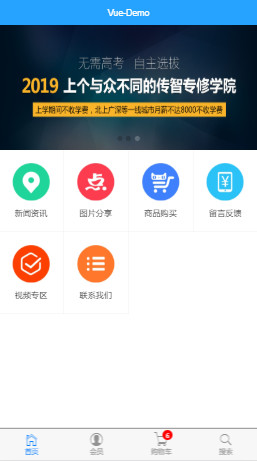 Vue-Demo
无需高考 自主选拔
2019 上个与众不同的传智专修学院
上学期间不收学费，北上广深等一线城市月薪不达8000不收学费
新闻资讯
图片分享
商品购买
留言反馈
视频专区
联系我们
首页
会员
购物车
搜索